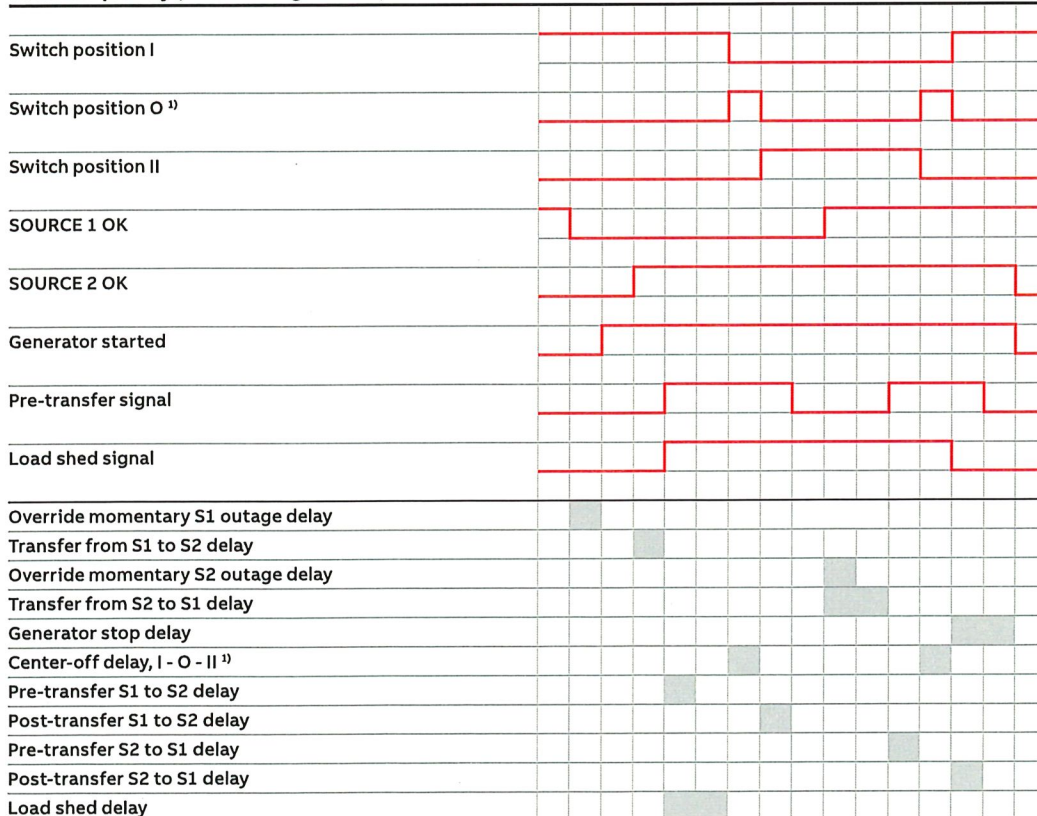 Switch position I
Switch position O ¹⁾
Switch position II
SOURCE 1 OK
SOURCE 2 OK
Generator started
Pre-transfer signal
Load shed signal
Override momentary S1 outage delay
Transfer from S1 to S2 delay
Override momentary S2 outage delay
Transfer from S2 to S1 delay
Generator stop delay
Center-off delay, I - O - II ¹⁾
Pre-transfer S1 to S2 delay
Post-transfer S1 to S2 delay
Pre-transfer S2 to S1 delay
Post-transfer S2 to S1 delay
Load shed delay